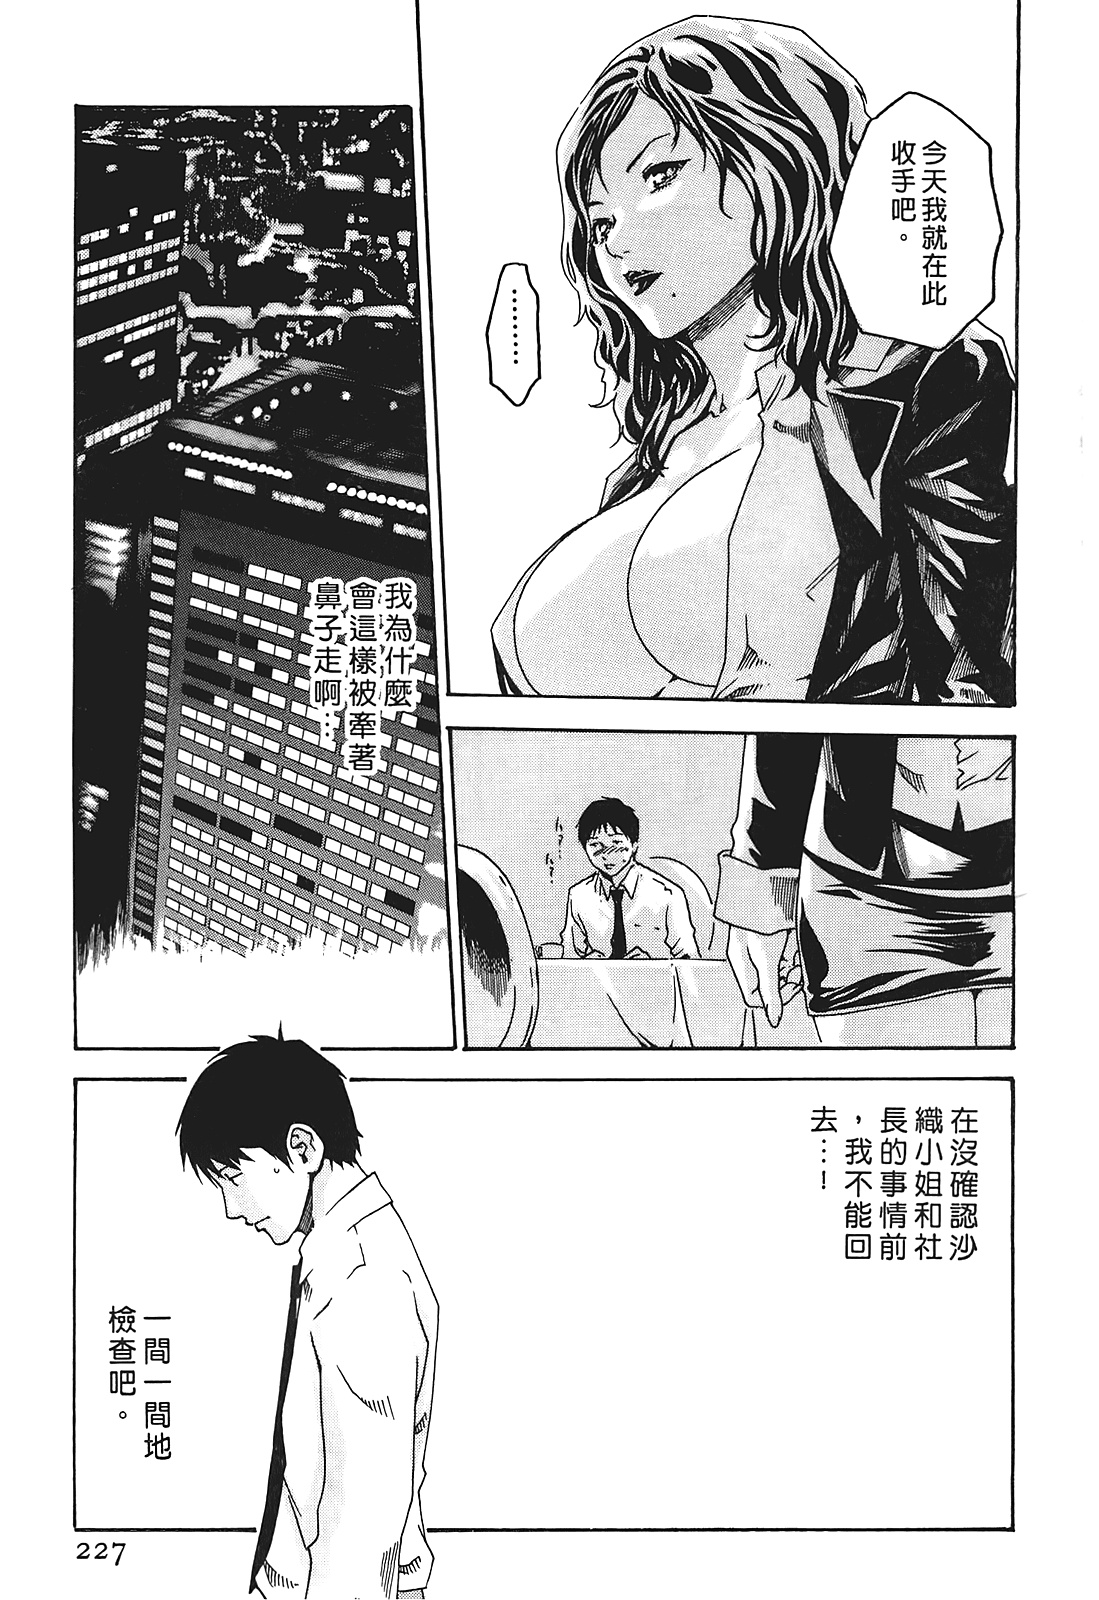 今天我就在此
收手吧。
………
我為什麼
會這樣被牽著
鼻子走啊…
在沒確認沙
織小姐和社
長的事情前
，我不能回
去…！
一間一間地
檢查吧。
227